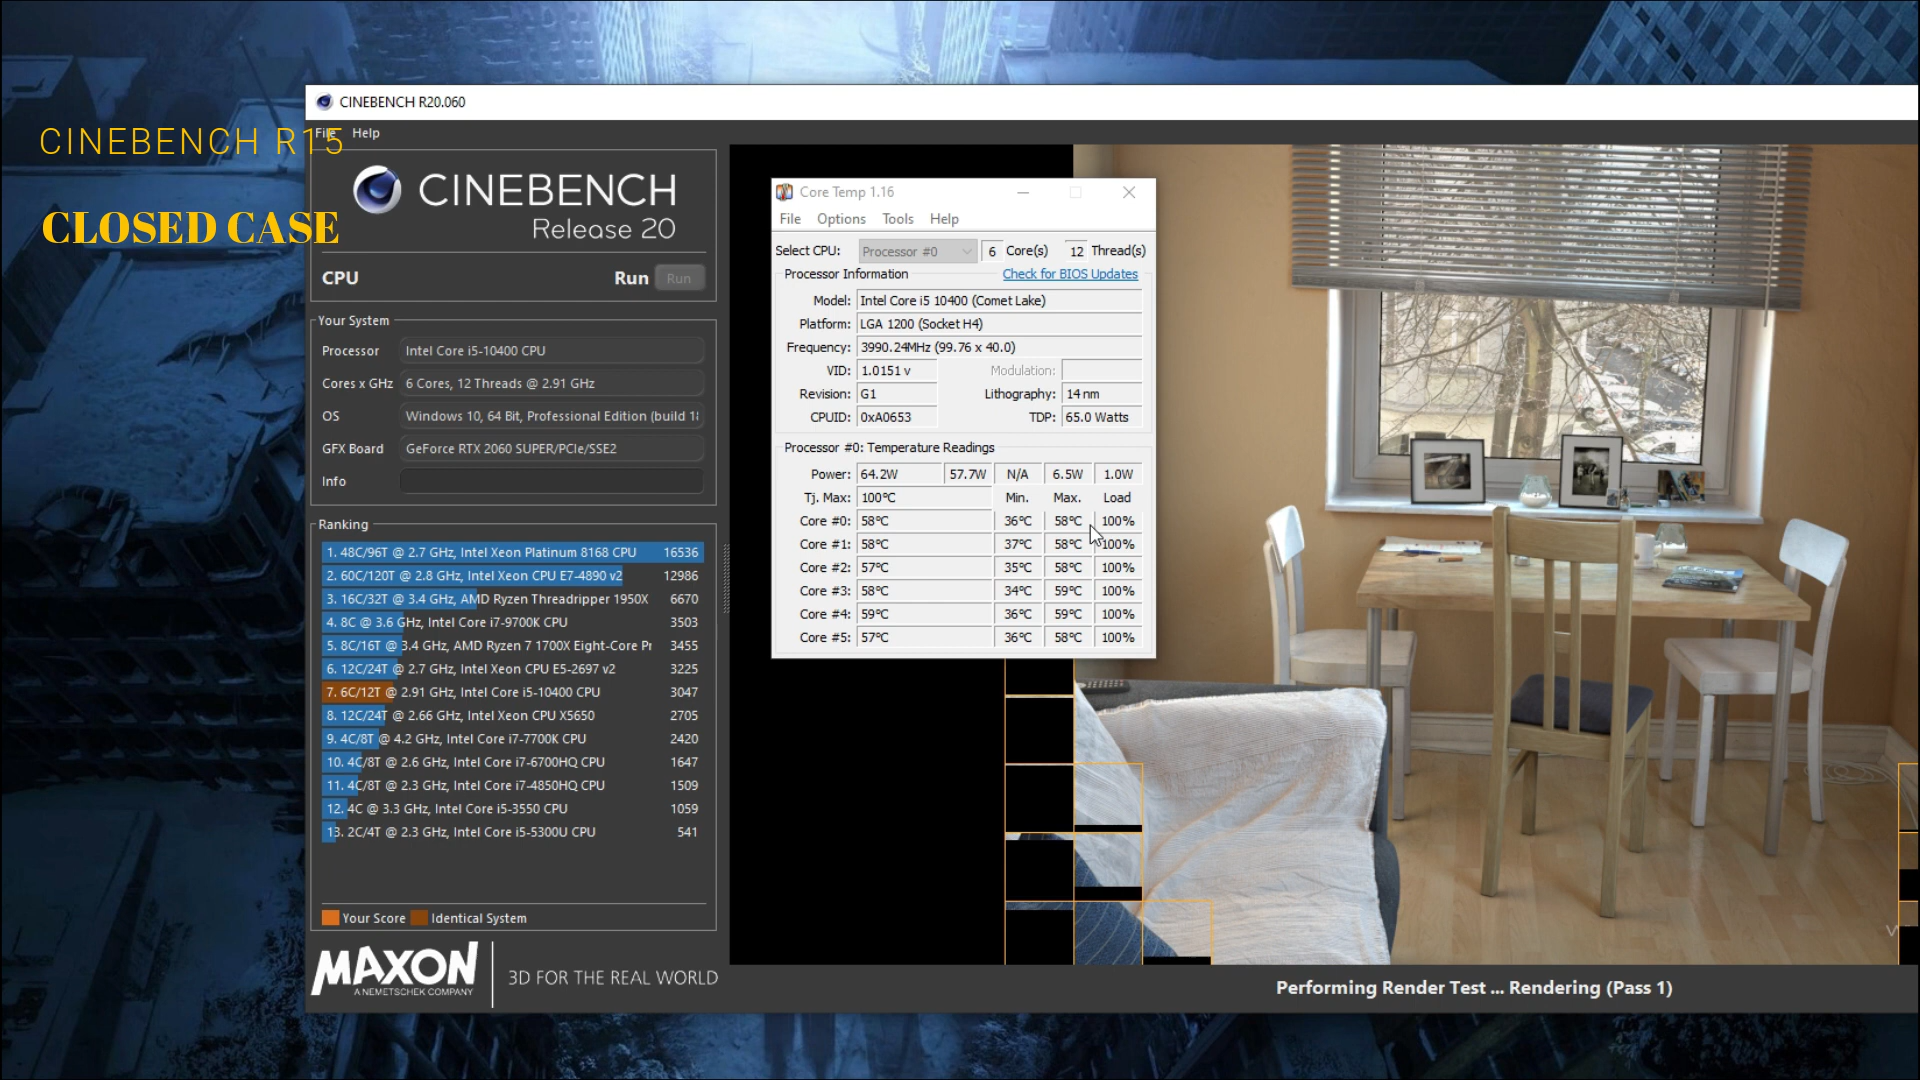 CINEBENCH R20.060
File Help
CINEBENCH R15
CLOSED CASE
CINEBENCH
Release 20
CPU Run Run
Your System
Processor Intel Core i5-10400 CPU
Cores x GHz 6 Cores, 12 Threads @ 2.91 GHz
OS Windows 10, 64 Bit, Professional Edition (build 18
GFX Board GeForce RTX 2060 SUPER/PCIe/SSE2
Info
Ranking
1. 48C/96T @ 2.7 GHz, Intel Xeon Platinum 8168 CPU 16536
2. 60C/120T @ 2.8 GHz, Intel Xeon CPU E7-4890 v2 12986
3. 16C/32T @ 3.4 GHz, AMD Ryzen Threadripper 1950X 6670
4. 8C @ 3.6 GHz, Intel Core i7-9700K CPU 3503
5. 8C/16T @ 3.4 GHz, AMD Ryzen 7 1700X Eight-Core Pr 3455
6. 12C/24T @ 2.7 GHz, Intel Xeon CPU E5-2697 v2 3225
7. 6C/12T @ 2.91 GHz, Intel Core i5-10400 CPU 3047
8. 12C/24T @ 2.66 GHz, Intel Xeon CPU X5650 2705
9. 4C/8T @ 4.2 GHz, Intel Core i7-7700K CPU 2420
10. 4C/8T @ 2.6 GHz, Intel Core i7-6700HQ CPU 1647
11. 4C/8T @ 2.3 GHz, Intel Core i7-4850HQ CPU 1509
12. 4C @ 3.3 GHz, Intel Core i5-3550 CPU 1059
13. 2C/4T @ 2.3 GHz, Intel Core i5-5300U CPU 541
Your Score Identical System
MAXON
A NEMETSCHEK COMPANY
3D FOR THE REAL WORLD
Core Temp 1.16
File Options Tools Help
Select CPU: Processor #0 6 Core(s) 12 Thread(s)
Processor Information Check for BIOS Updates
Model: Intel Core i5 10400 (Comet Lake)
Platform: LGA 1200 (Socket H4)
Frequency: 3990.24MHz (99.76 x 40.0)
VID: 1.0151 v Modulation:
Revision: G1 Lithography: 14 nm
CPUID: 0xA0653 TDP: 65.0 Watts
Processor #0: Temperature Readings
Power: 64.2W 57.7W N/A 6.5W 1.0W
Tj. Max: 100°C Min. Max. Load
Core #0: 58°C 36°C 58°C 100%
Core #1: 58°C 37°C 58°C 100%
Core #2: 57°C 35°C 58°C 100%
Core #3: 58°C 34°C 59°C 100%
Core #4: 59°C 36°C 59°C 100%
Core #5: 57°C 36°C 58°C 100%
Performing Render Test ... Rendering (Pass 1)